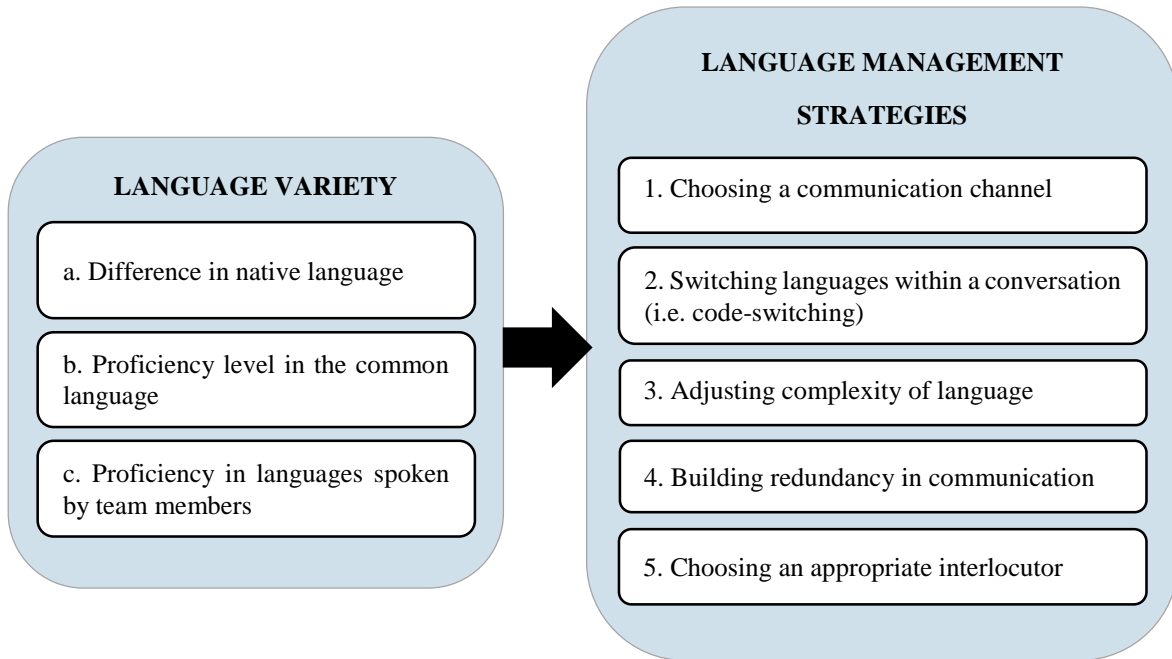 LANGUAGE VARIETY
a. Difference in native language
b. Proficiency level in the common
language
c. Proficiency in languages spoken
by team members
LANGUAGE MANAGEMENT
STRATEGIES
1. Choosing a communication channel
2. Switching languages within a conversation
(i.e. code-switching)
3. Adjusting complexity of language
4. Building redundancy in communication
5. Choosing an appropriate interlocutor